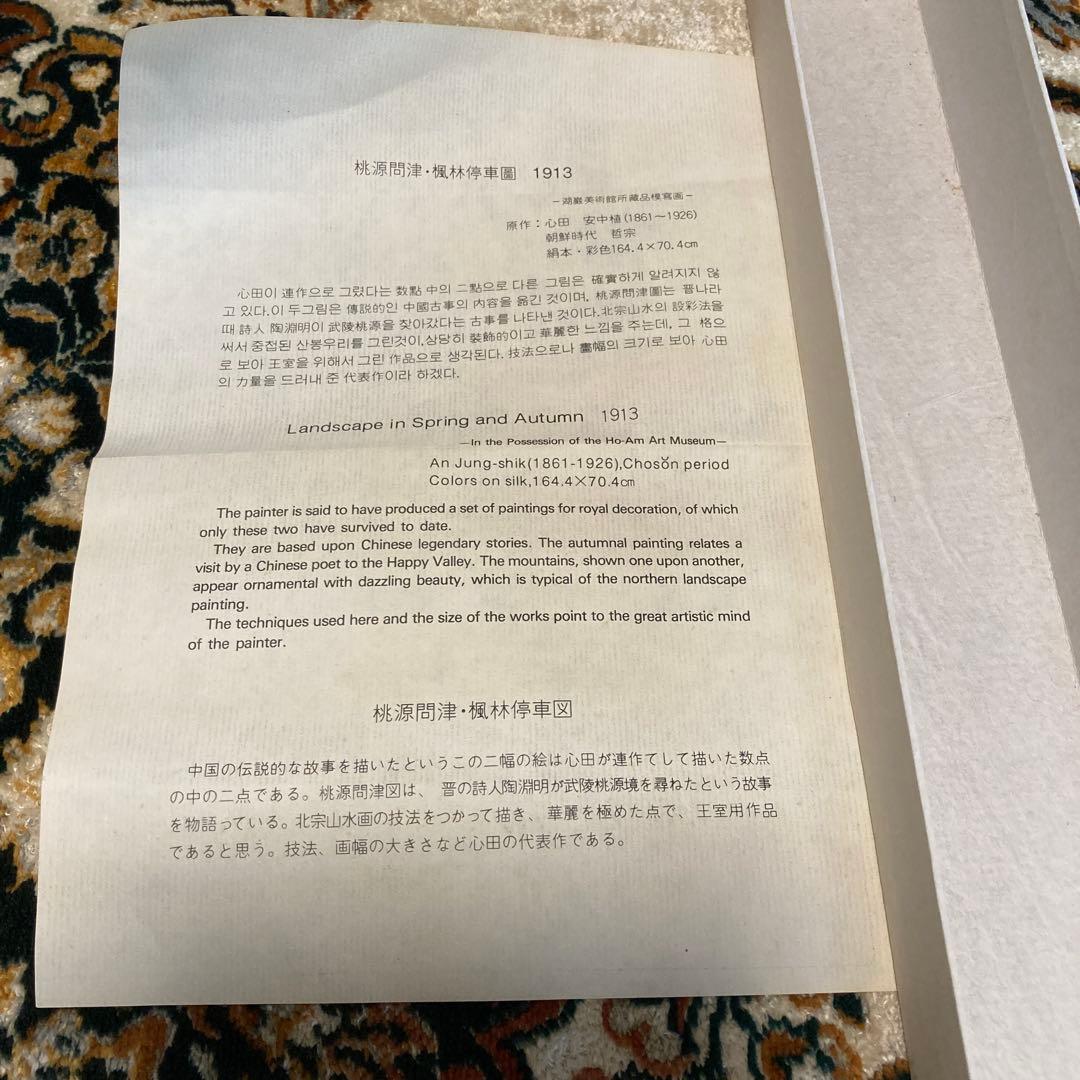 桃源問津・楓林停車圖 1913
－湖巖美術館所藏品模寫画－
原作：心田 安中植(1861～1926)
朝鮮時代 哲宗
絹本・彩色164.4×70.4㎝
心田이 連作으로 그렸다는 数點 中의 二點으로 다른 그림은 確實하게 알려지지 않
고 있다.이 두그림은 傳説的인 中國古事의 内容을 옮긴 것이며, 桃源問津圖는 晋나라
때 詩人 陶淵明이 武陵桃源을 찾아갔다는 古事를 나타낸 것이다.北宗山水의 設彩法을
써서 중첩된 산봉우리를 그린것이,상당히 裝飾的이고 華麗한 느낌을 주는데, 그 格으
로 보아 王室을 위해서 그린 作品으로 생각된다. 技法으로나 畵幅의 크기로 보아 心田
의 力量을 드러내 준 代表作이라 하겠다.
Landscape in Spring and Autumn 1913
—In the Possession of the Ho-Am Art Museum—
An Jung-shik(1861-1926),Chosŏn period
Colors on silk,164.4×70.4㎝
The painter is said to have produced a set of paintings for royal decoration, of which
only these two have survived to date.
They are based upon Chinese legendary stories. The autumnal painting relates a
visit by a Chinese poet to the Happy Valley. The mountains, shown one upon another,
appear ornamental with dazzling beauty, which is typical of the northern landscape
painting.
The techniques used here and the size of the works point to the great artistic mind
of the painter.
桃源問津・楓林停車図
中国の伝説的な故事を描いたというこの二幅の絵は心田が連作てして描いた数点
の中の二点である。桃源問津図は、晋の詩人陶淵明が武陵桃源境を尋ねたという故事
を物語っている。北宗山水画の技法をつかって描き、華麗を極めた点で、王室用作品
であると思う。技法、画幅の大きさなど心田の代表作である。